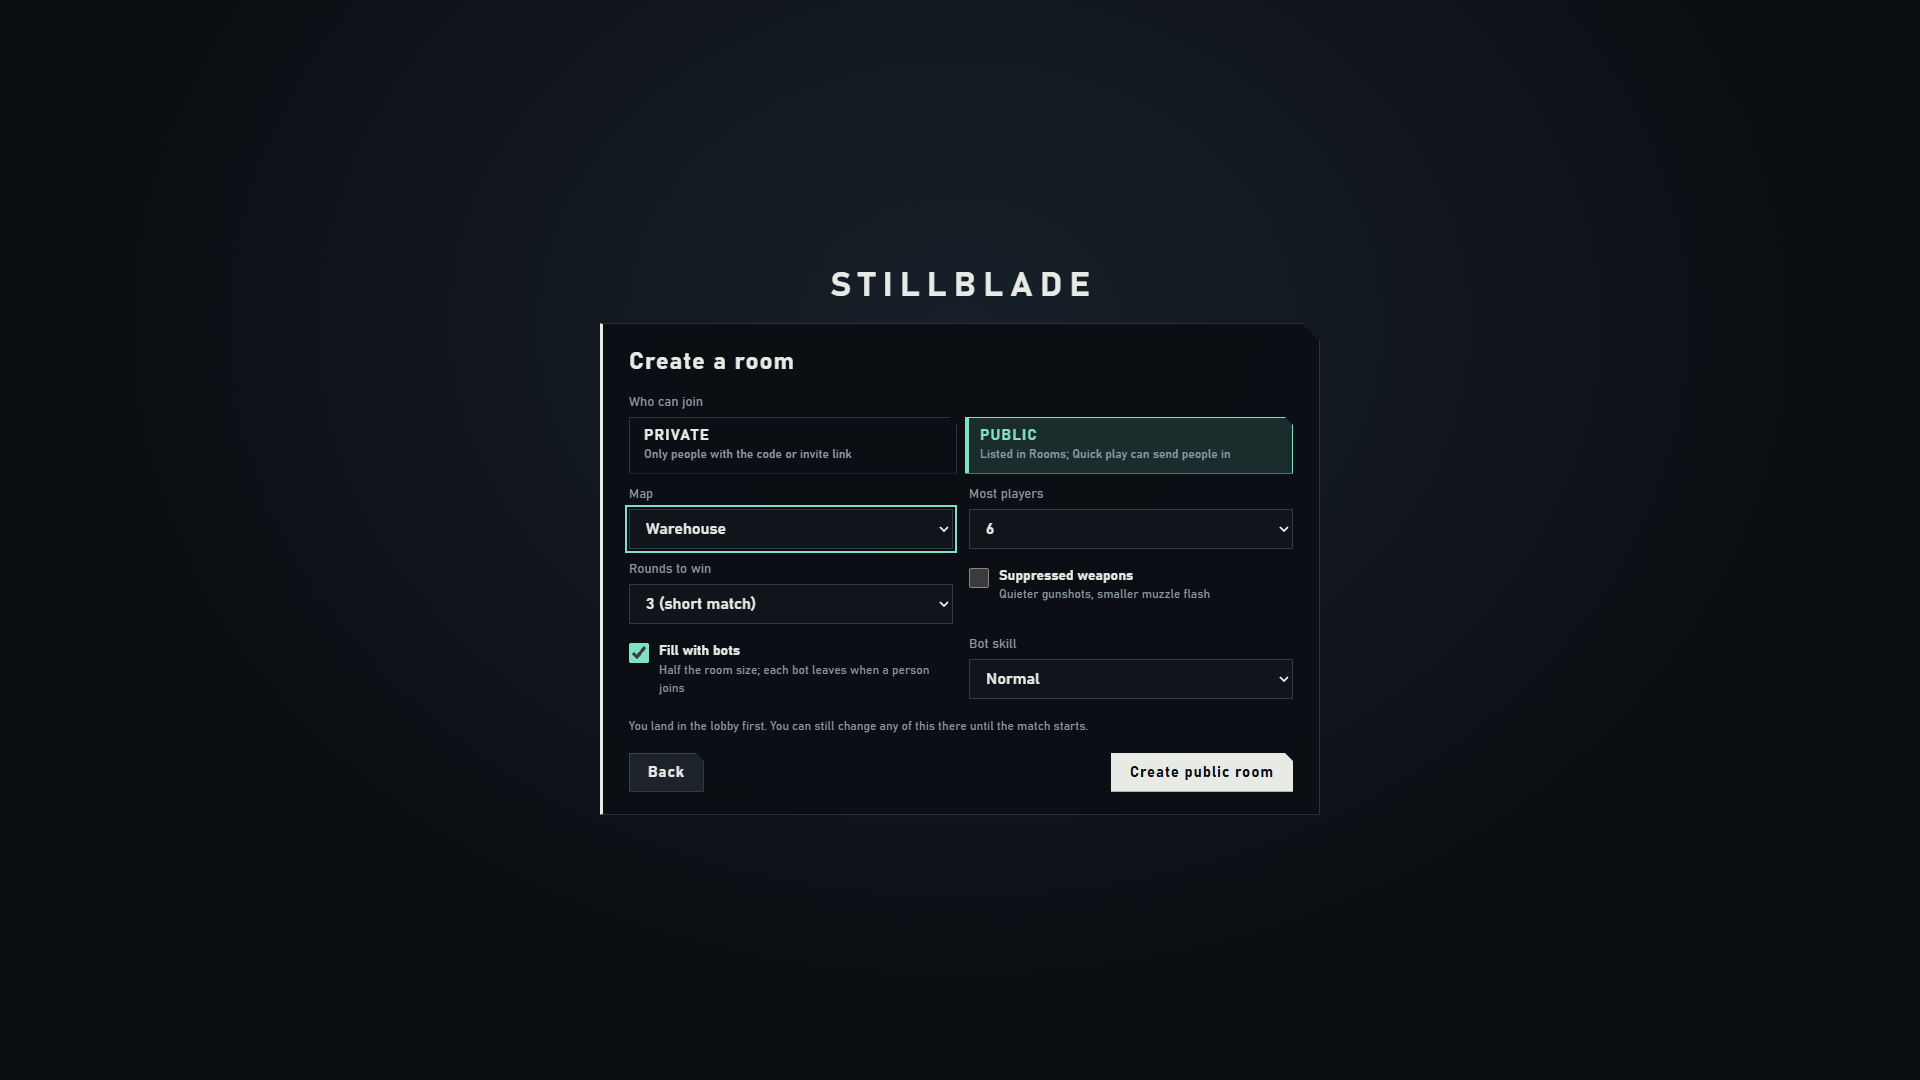 STILLBLADE
Create a room
Who can join
PRIVATE
Only people with the code or invite link
PUBLIC
Listed in Rooms; Quick play can send people in
Map
Warehouse
Most players
6
Rounds to win
3 (short match)
Suppressed weapons
Quieter gunshots, smaller muzzle flash
Fill with bots
Half the room size; each bot leaves when a person
joins
Bot skill
Normal
You land in the lobby first. You can still change any of this there until the match starts.
Back
Create public room